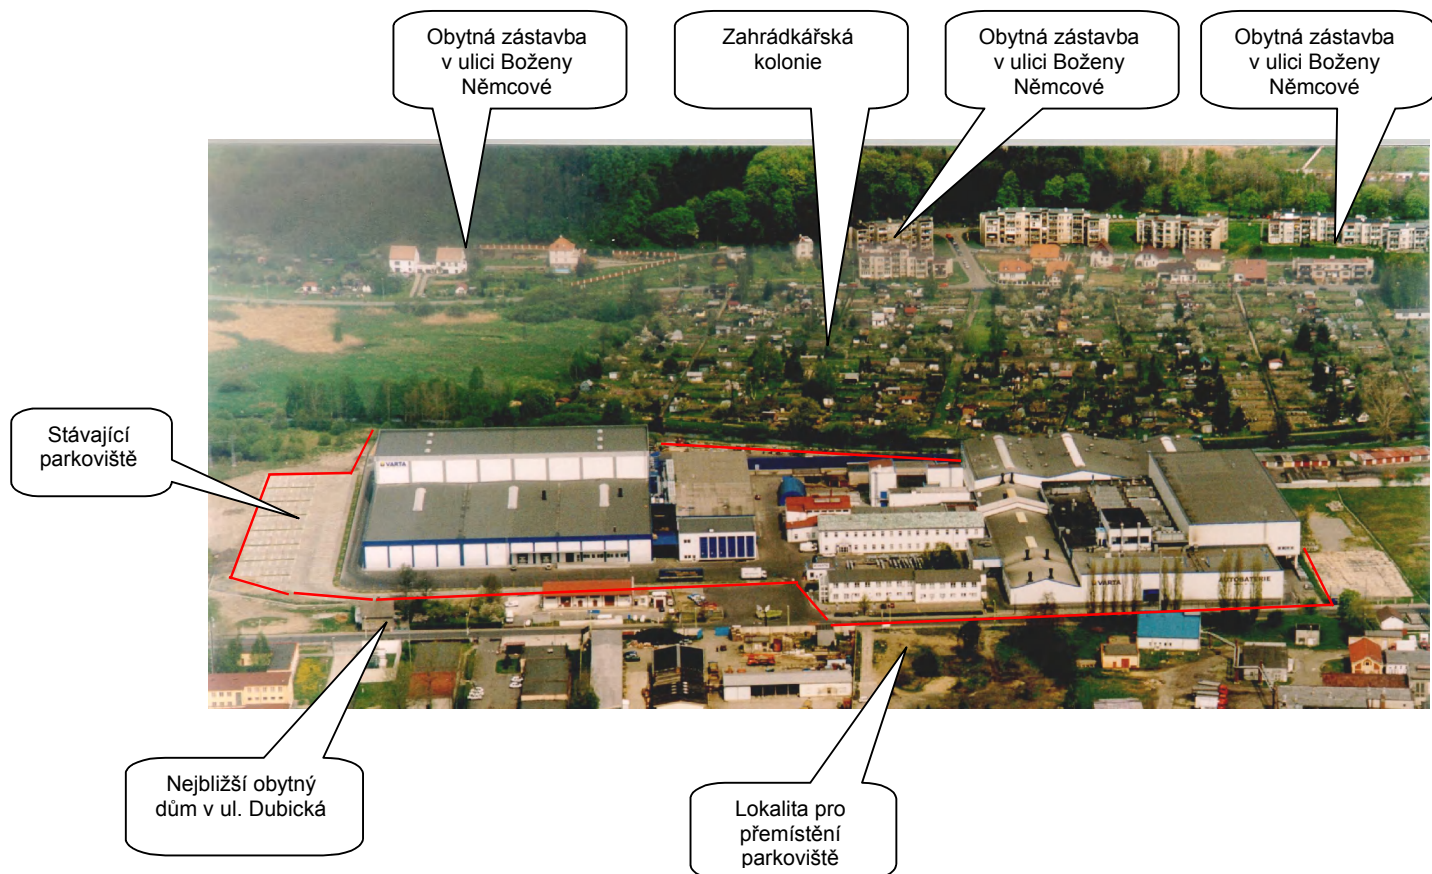 Obytná zástavba
v ulici Boženy
Němcové
Zahrádkářská
kolonie
Obytná zástavba
v ulici Boženy
Němcové
Obytná zástavba
v ulici Boženy
Němcové
Stávající
parkoviště
VARTA
VARTA
AUTOBATERIE
Nejbližší obytný
dům v ul. Dubická
Lokalita pro
přemístění
parkoviště